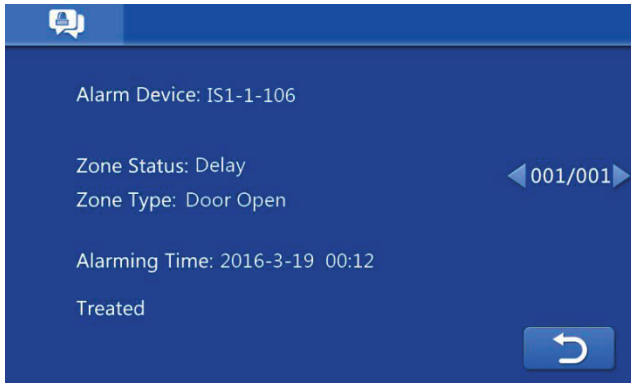 Alarm Device: IS1-1-106
Zone Status: Delay
001/001
Zone Type: Door Open
Alarming Time: 2016-3-19 00:12
Treated